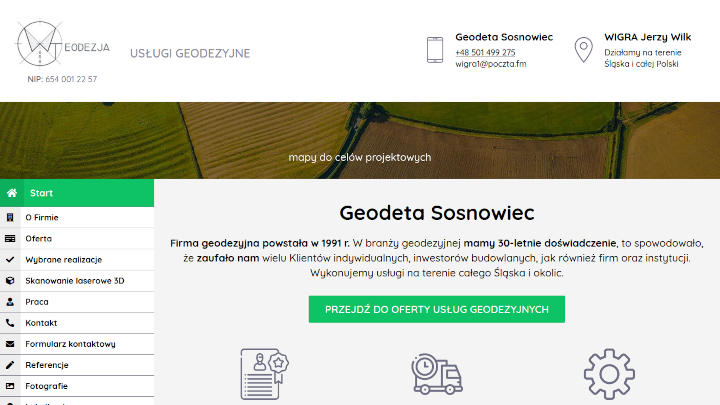 EODEZJA
NIP: 654 001 22 57
USŁUGI GEODEZYJNE
Geodeta Sosnowiec
+48 501 499 275
wigra1@poczta.fm
WIGRA Jerzy Wilk
Działamy na terenie
Śląska i całej Polski
mapy do celów projektowych
Start
O Firmie
Oferta
Wybrane realizacje
Skanowanie laserowe 3D
Praca
Kontakt
Formularz kontaktowy
Referencje
Fotografie
Geodeta Sosnowiec
Firma geodezyjna powstała w 1991 r. W branży geodezyjnej mamy 30-letnie doświadczenie, to spowodowało,
że zaufało nam wielu Klientów indywidualnych, inwestorów budowlanych, jak również firm oraz instytucji.
Wykonujemy usługi na terenie całego Śląska i okolic.
PRZEJDŹ DO OFERTY USŁUG GEODEZYJNYCH